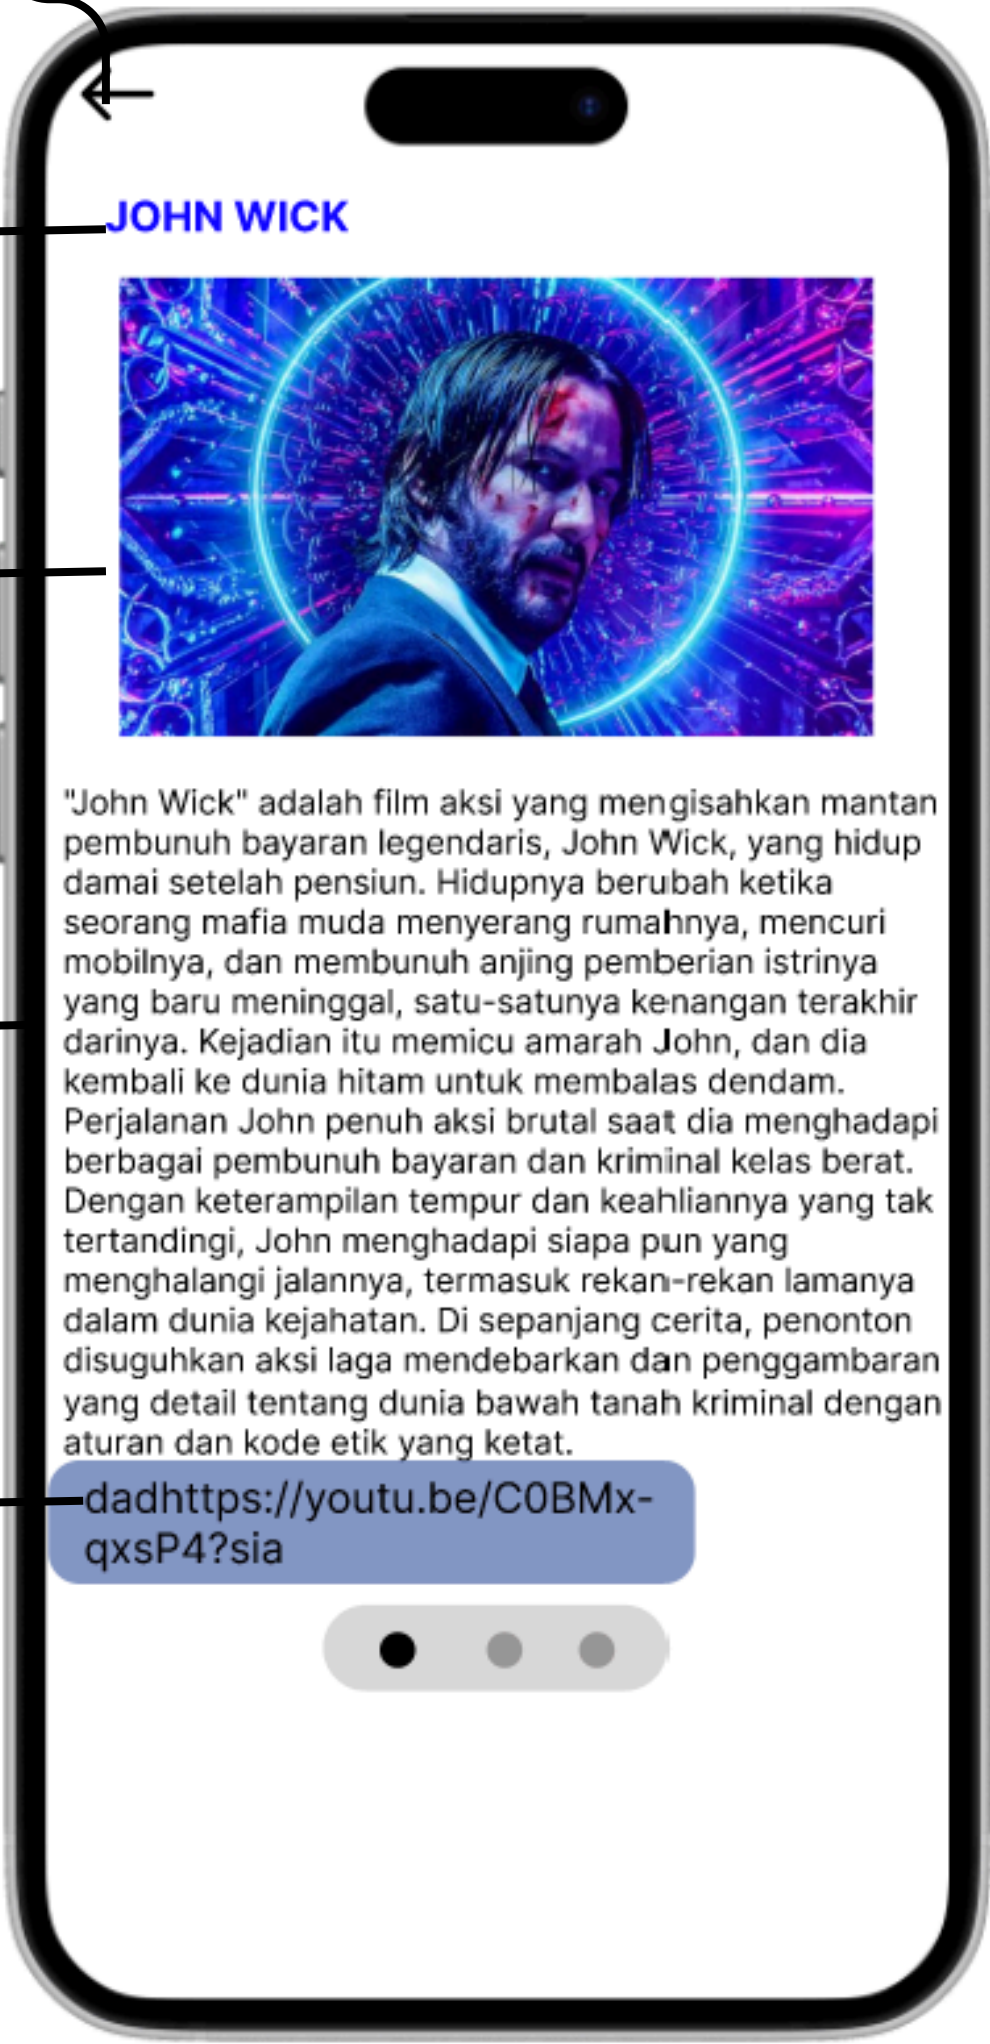 JOHN WICK
"John Wick" adalah film aksi yang mengisahkan mantan
pembunuh bayaran legendaris, John Wick, yang hidup
damai setelah pensiun. Hidupnya berubah ketika
seorang mafia muda menyerang rumahnya, mencuri
mobilnya, dan membunuh anjing pemberian istrinya
yang baru meninggal, satu-satunya kenangan terakhir
darinya. Kejadian itu memicu amarah John, dan dia
kembali ke dunia hitam untuk membalas dendam.
Perjalanan John penuh aksi brutal saat dia menghadapi
berbagai pembunuh bayaran dan kriminal kelas berat.
Dengan keterampilan tempur dan keahliannya yang tak
tertandingi, John menghadapi siapa pun yang
menghalangi jalannya, termasuk rekan-rekan lamanya
dalam dunia kejahatan. Di sepanjang cerita, penonton
disuguhkan aksi laga mendebarkan dan penggambaran
yang detail tentang dunia bawah tanah kriminal dengan
aturan dan kode etik yang ketat.
dadhttps://youtu.be/C0BMx-
qxsP4?sia